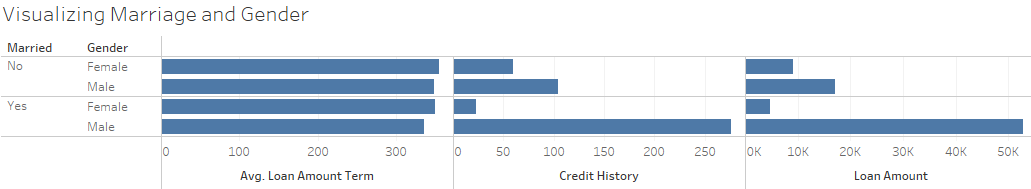 Visualizing Marriage and Gender
Married Gender
No Female
Male
Yes Female
Male
0 100 200 300 0 50 100 150 200 250 0K 10K 20K 30K 40K 50K
Avg. Loan Amount Term Credit History Loan Amount